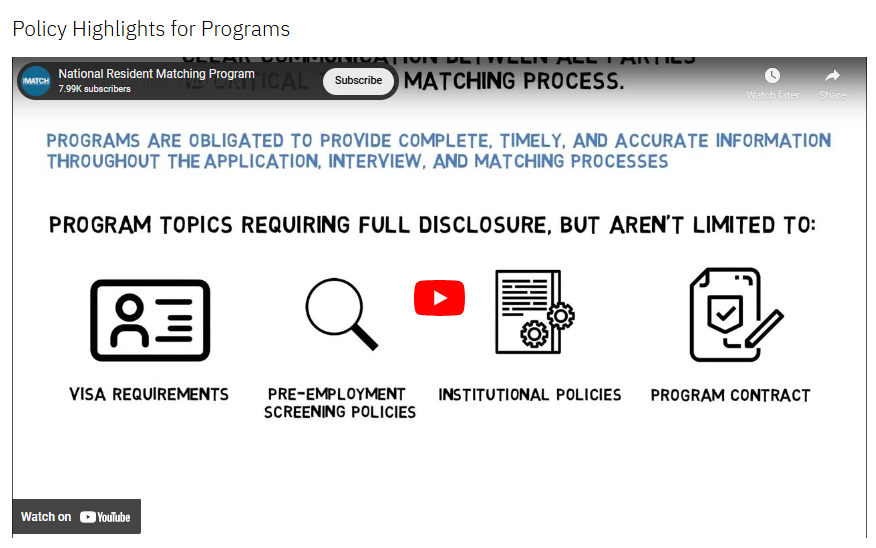 Policy Highlights for Programs
CLEAR COMMUNICATION BETWEEN ALL PARTIES
MATCH
National Resident Matching Program
7.99K subscribers
Subscribe
MATCHING PROCESS.
Watch later
Share
PROGRAMS ARE OBLIGATED TO PROVIDE COMPLETE, TIMELY, AND ACCURATE INFORMATION
THROUGHOUT THE APPLICATION, INTERVIEW, AND MATCHING PROCESSES
PROGRAM TOPICS REQUIRING FULL DISCLOSURE, BUT AREN'T LIMITED TO:
VISA REQUIREMENTS
PRE-EMPLOYMENT
SCREENING POLICIES
INSTITUTIONAL POLICIES
PROGRAM CONTRACT
Watch on YouTube